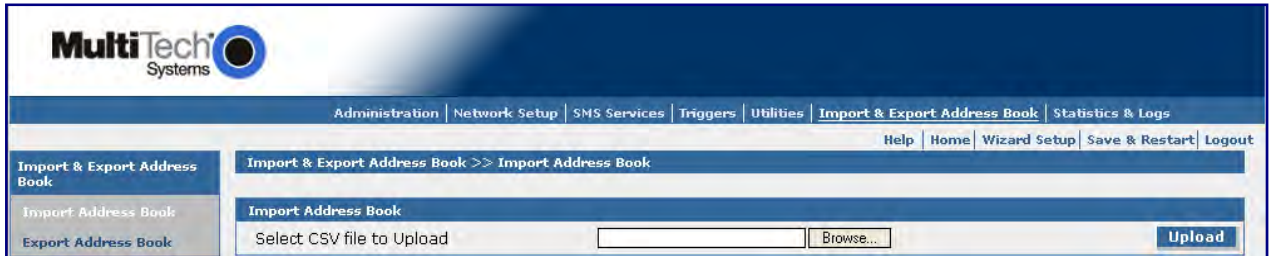 MultiTech
Systems
Administration | Network Setup | SMS Services | Triggers | Utilities | Import & Export Address Book | Statistics & Logs
Help | Home | Wizard Setup | Save & Restart | Logout
Import & Export Address
Book
Import Address Book
Export Address Book
Import & Export Address Book >> Import Address Book
Import Address Book
Select CSV file to Upload Browse... Upload